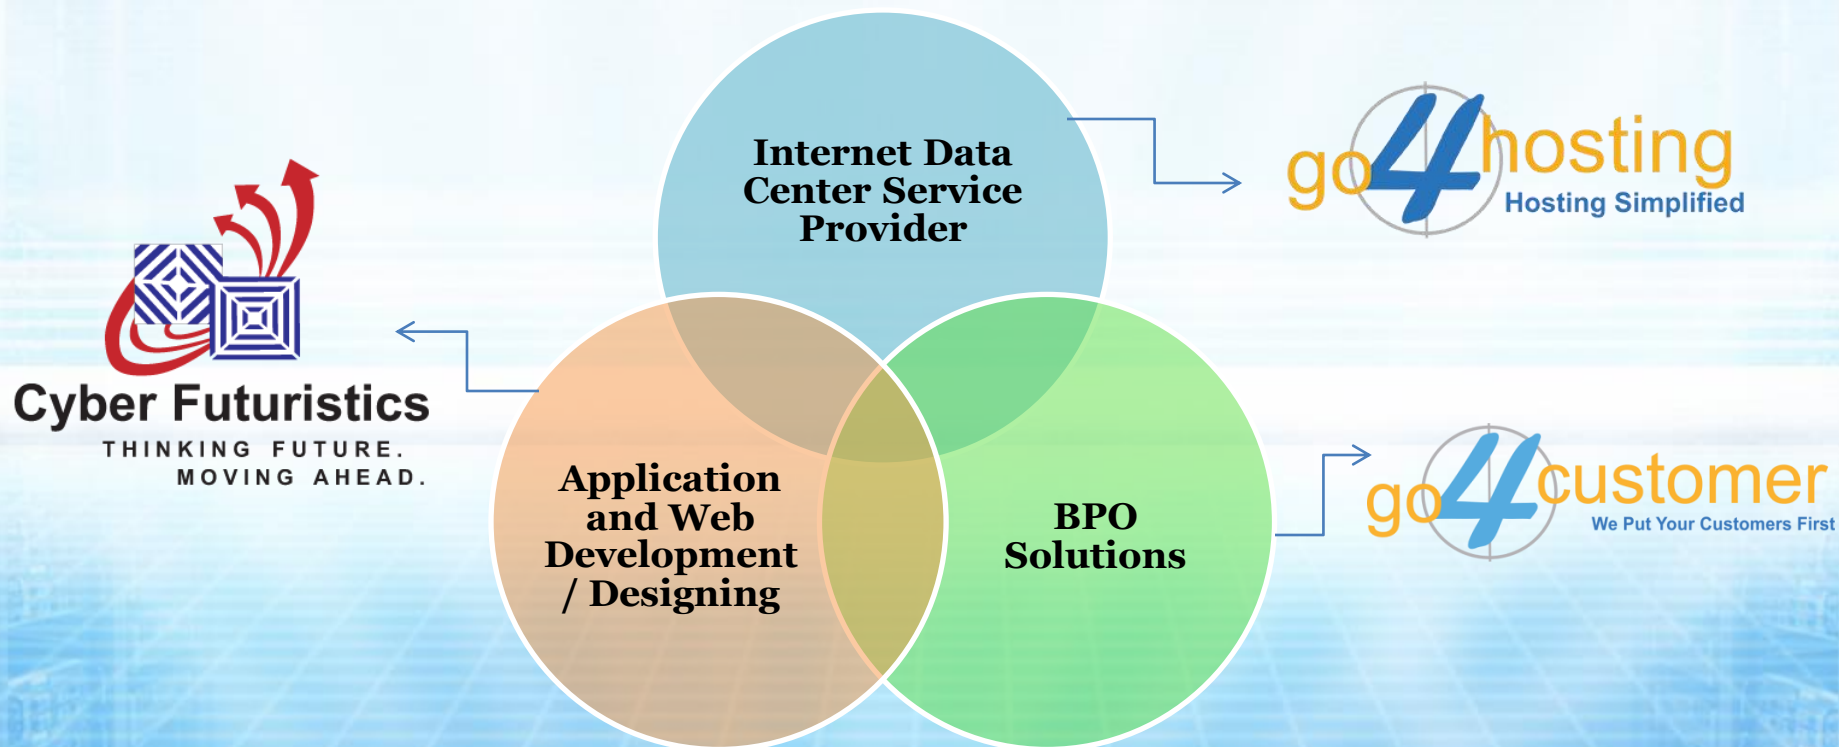 Internet Data
Center Service
Provider
go4hosting
Hosting Simplified
Cyber Futuristics
THINKING FUTURE.
MOVING AHEAD.
Application
and Web
Development
/ Designing
BPO
Solutions
go4customer
We Put Your Customers First